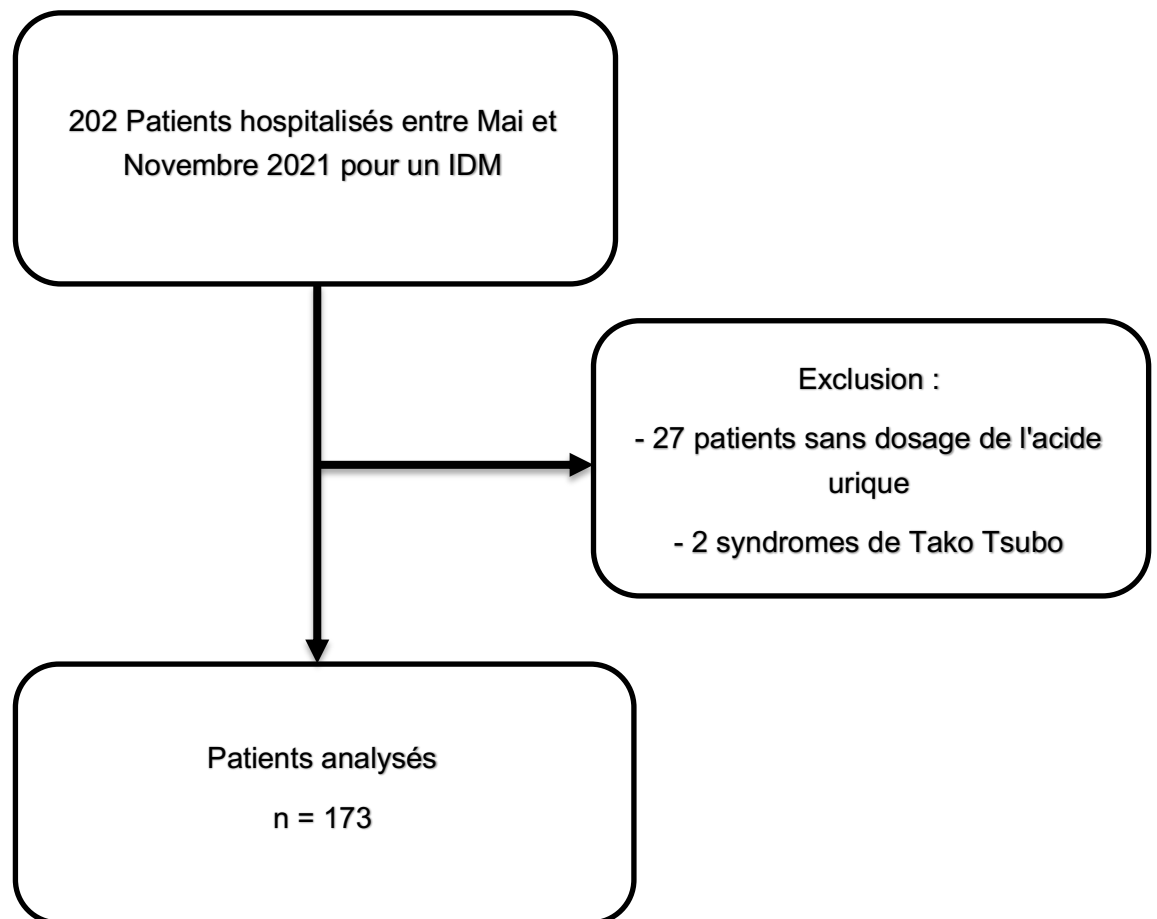 202 Patients hospitalisés entre Mai et
Novembre 2021 pour un IDM
Exclusion :
- 27 patients sans dosage de l'acide
urique
- 2 syndromes de Tako Tsubo
Patients analysés
n = 173